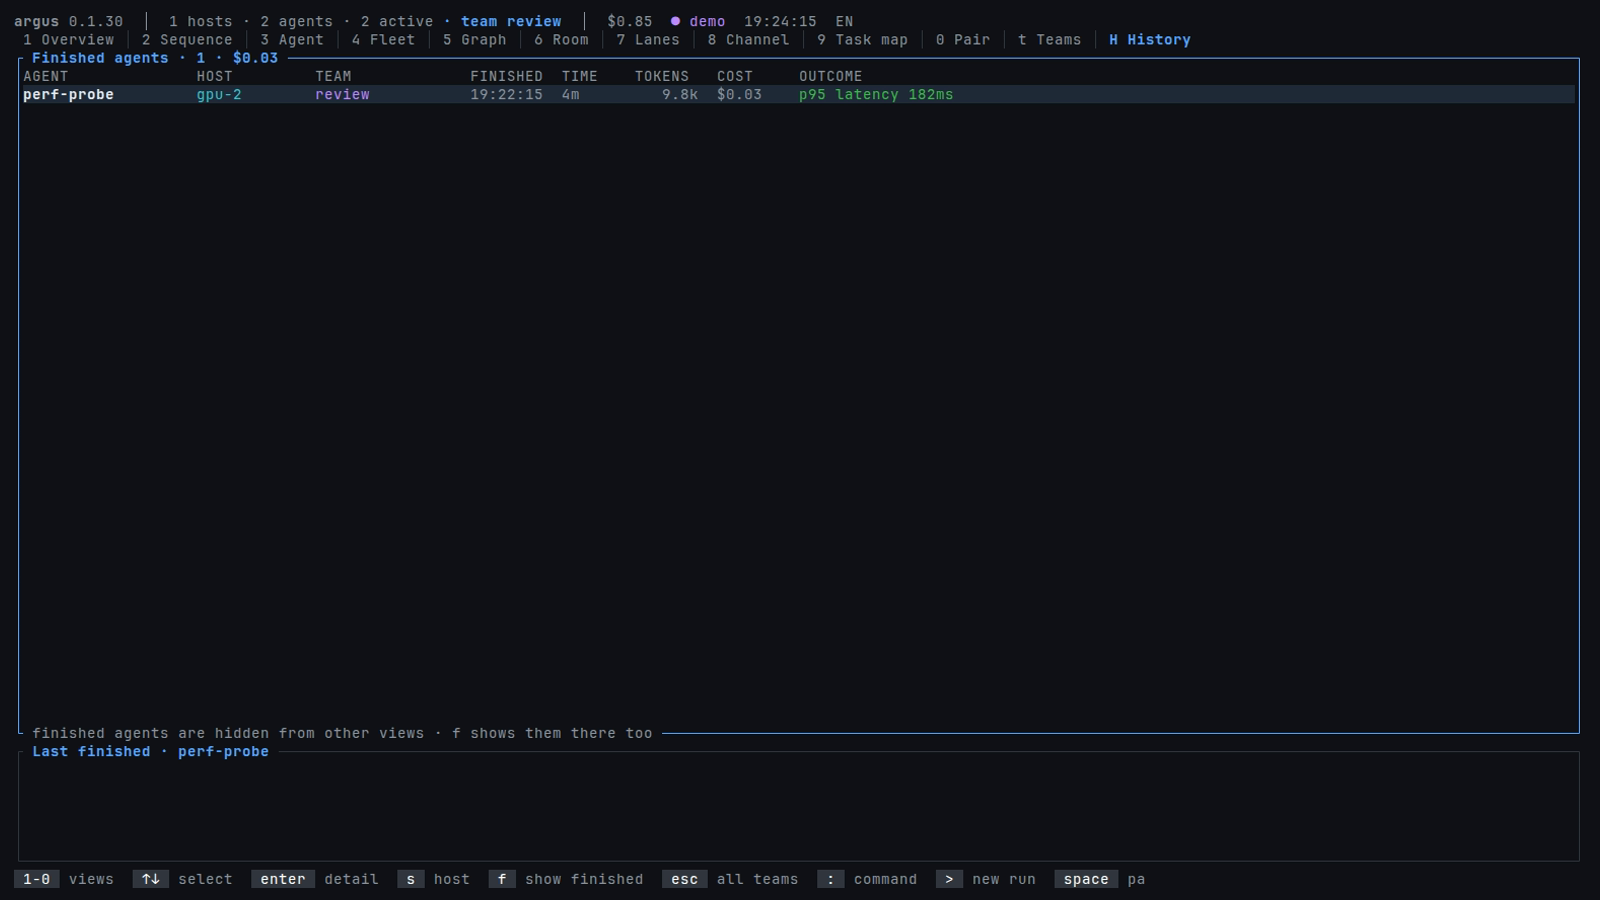 argus 0.1.30 │ 1 hosts · 2 agents · 2 active · team review │ $0.85 ● demo 19:24:15 EN
1 Overview │ 2 Sequence │ 3 Agent │ 4 Fleet │ 5 Graph │ 6 Room │ 7 Lanes │ 8 Channel │ 9 Task map │ 0 Pair │ t Teams │ H History
Finished agents · 1 · $0.03
AGENT HOST TEAM FINISHED TIME TOKENS COST OUTCOME
perf-probe gpu-2 review 19:22:15 4m 9.8k $0.03 p95 latency 182ms
finished agents are hidden from other views · f shows them there too
Last finished · perf-probe
1-0 views ↑↓ select enter detail s host f show finished esc all teams : command > new run space pa